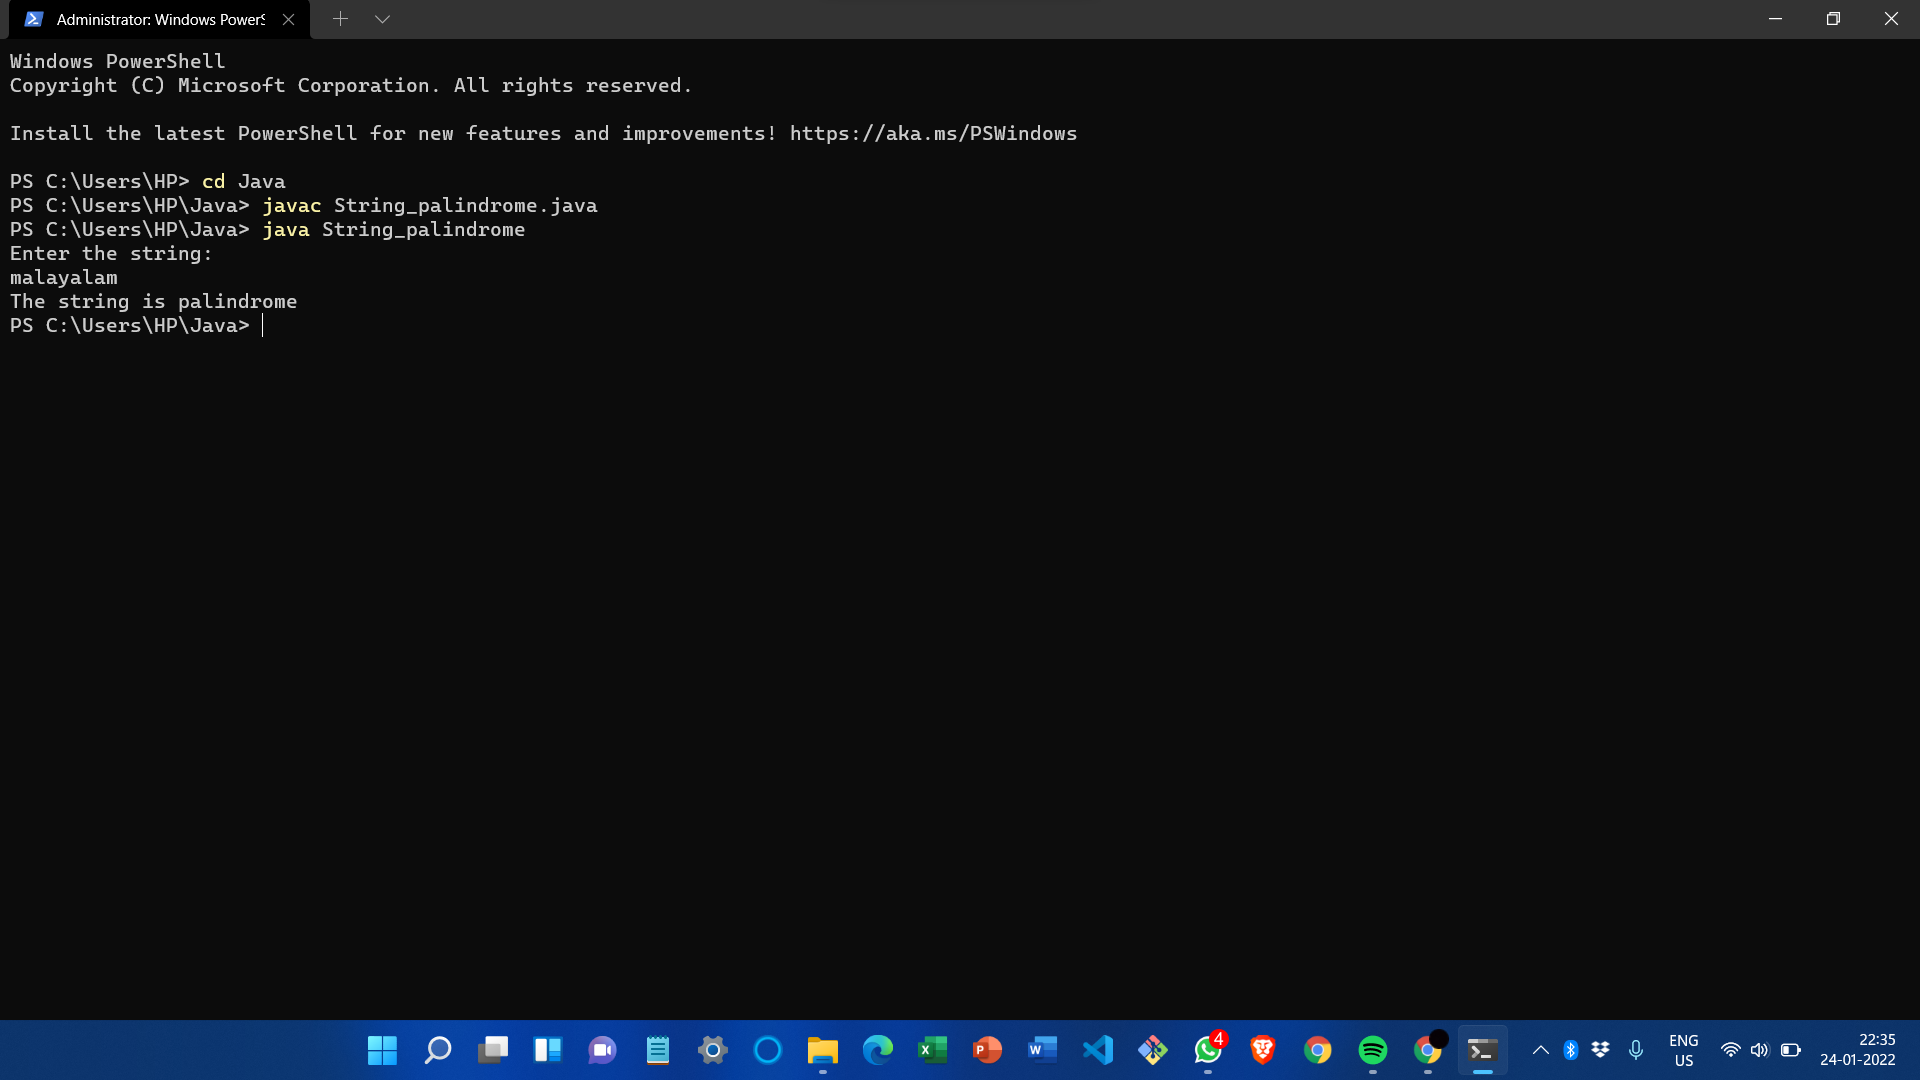 Administrator: Windows PowerS
Windows PowerShell
Copyright (C) Microsoft Corporation. All rights reserved.
Install the latest PowerShell for new features and improvements! https://aka.ms/PSWindows
PS C:\Users\HP> cd Java
PS C:\Users\HP\Java> javac String_palindrome.java
PS C:\Users\HP\Java> java String_palindrome
Enter the string:
malayalam
The string is palindrome
PS C:\Users\HP\Java>
4
ENG
US
22:35
24-01-2022